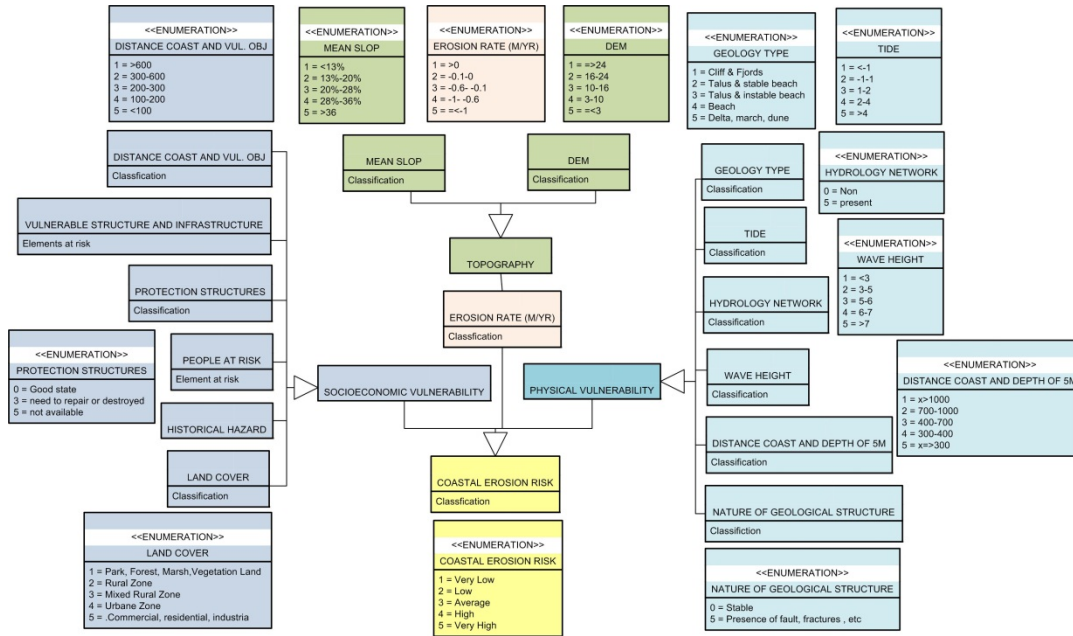 <<ENUMERATION>>
DISTANCE COAST AND VUL. OBJ
1 = >600
2 = 300-600
3 = 200-300
4 = 100-200
5 = <100
<<ENUMERATION>>
MEAN SLOP
1 = <13%
2 = 13%-20%
3 = 20%-28%
4 = 28%-36%
5 = >36
<<ENUMERATION>>
EROSION RATE (M/YR)
1 = >0
2 = -0.1-0
3 = -0.6- -0.1
4 = -1- -0.6
5 = =<-1
<<ENUMERATION>>
DEM
1 = =>24
2 = 16-24
3 = 10-16
4 = 3-10
5 = =<3
<<ENUMERATION>>
GEOLOGY TYPE
1 = Cliff & Fjords
2 = Talus & stable beach
3 = Talus & instable beach
4 = Beach
5 = Delta, march, dune
<<ENUMERATION>>
TIDE
1 = <-1
2 = -1-1
3 = 1-2
4 = 2-4
5 = >4
DISTANCE COAST AND VUL. OBJ
Classfication
MEAN SLOP
Classification
DEM
Classification
GEOLOGY TYPE
Classification
<<ENUMERATION>>
HYDROLOGY NETWORK
0 = Non
5 = present
VULNERABLE STRUCTURE AND INFRASTRUCTURE
Elements at risk
TIDE
Classification
<<ENUMERATION>>
WAVE HEIGHT
1 = <3
2 = 3-5
3 = 5-6
4 = 6-7
5 = >7
TOPOGRAPHY
PROTECTION STRUCTURES
Classification
EROSION RATE (M/YR)
Classfication
HYDROLOGY NETWORK
Classification
<<ENUMERATION>>
PROTECTION STRUCTURES
0 = Good state
3 = need to repair or destroyed
5 = not available
PEOPLE AT RISK
Element at risk
SOCIOECONOMIC VULNERABILITY
PHYSICAL VULNERABILITY
WAVE HEIGHT
Classification
<<ENUMERATION>>
DISTANCE COAST AND DEPTH OF 5M
1 = x>1000
2 = 700-1000
3 = 400-700
4 = 300-400
5 = x=>300
HISTORICAL HAZARD
DISTANCE COAST AND DEPTH OF 5M
Classification
LAND COVER
Classification
COASTAL EROSION RISK
Classfication
NATURE OF GEOLOGICAL STRUCTURE
Classifiction
<<ENUMERATION>>
LAND COVER
1 = Park, Forest, Marsh,Vegetation Land
2 = Rural Zone
3 = Mixed Rural Zone
4 = Urbane Zone
5 = .Commercial, residential, industria
<<ENUMERATION>>
COASTAL EROSION RISK
1 = Very Low
2 = Low
3 = Average
4 = High
5 = Very High
<<ENUMERATION>>
NATURE OF GEOLOGICAL STRUCTURE
0 = Stable
5 = Presence of fault, fractures , etc